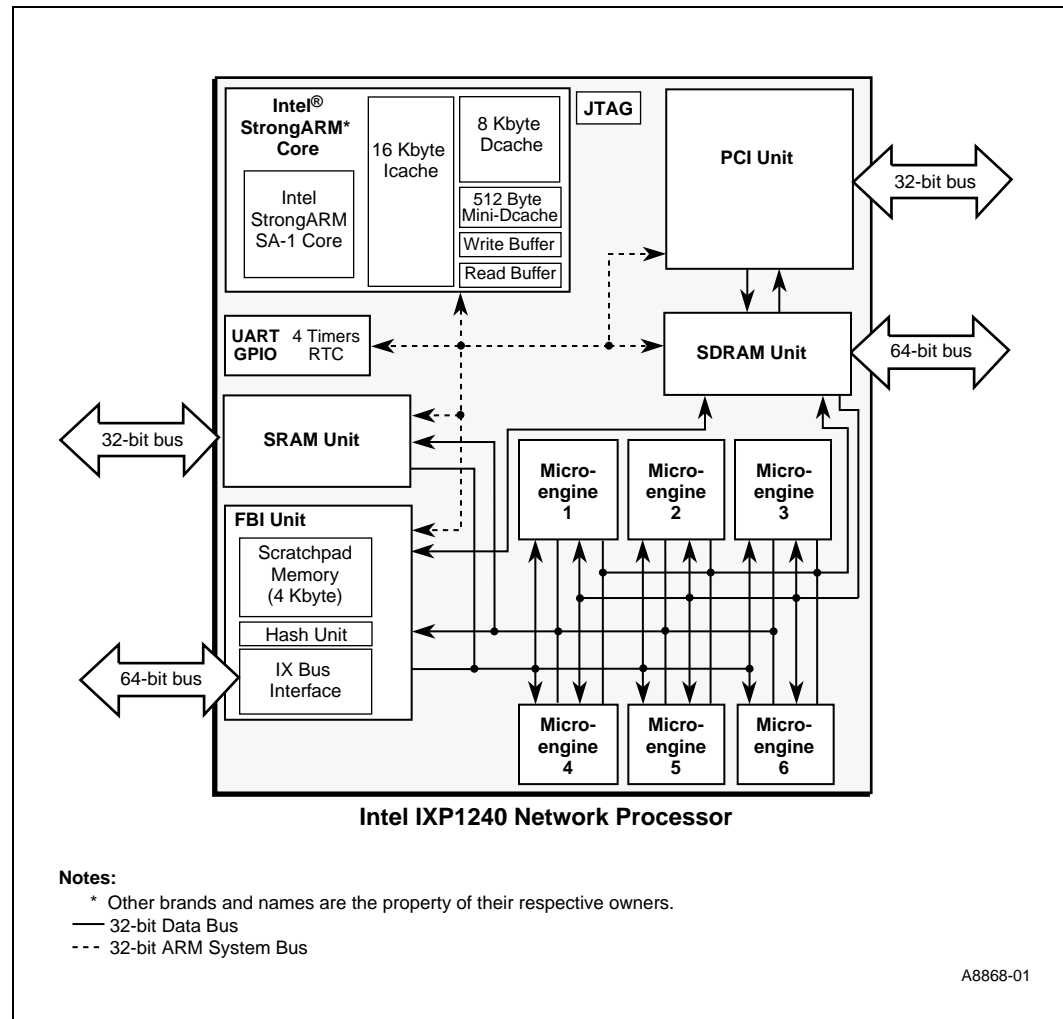 Intel®
StrongARM*
Core
Intel
StrongARM
SA-1 Core
16 Kbyte
Icache
8 Kbyte
Dcache
512 Byte
Mini-Dcache
Write Buffer
Read Buffer
JTAG
PCI Unit
32-bit bus
UART
GPIO
4 Timers
RTC
SDRAM Unit
64-bit bus
32-bit bus
SRAM Unit
Micro-
engine
1
Micro-
engine
2
Micro-
engine
3
FBI Unit
Scratchpad
Memory
(4 Kbyte)
Hash Unit
IX Bus
Interface
64-bit bus
Micro-
engine
4
Micro-
engine
5
Micro-
engine
6
Intel IXP1240 Network Processor
Notes:
* Other brands and names are the property of their respective owners.
32-bit Data Bus
32-bit ARM System Bus
A8868-01